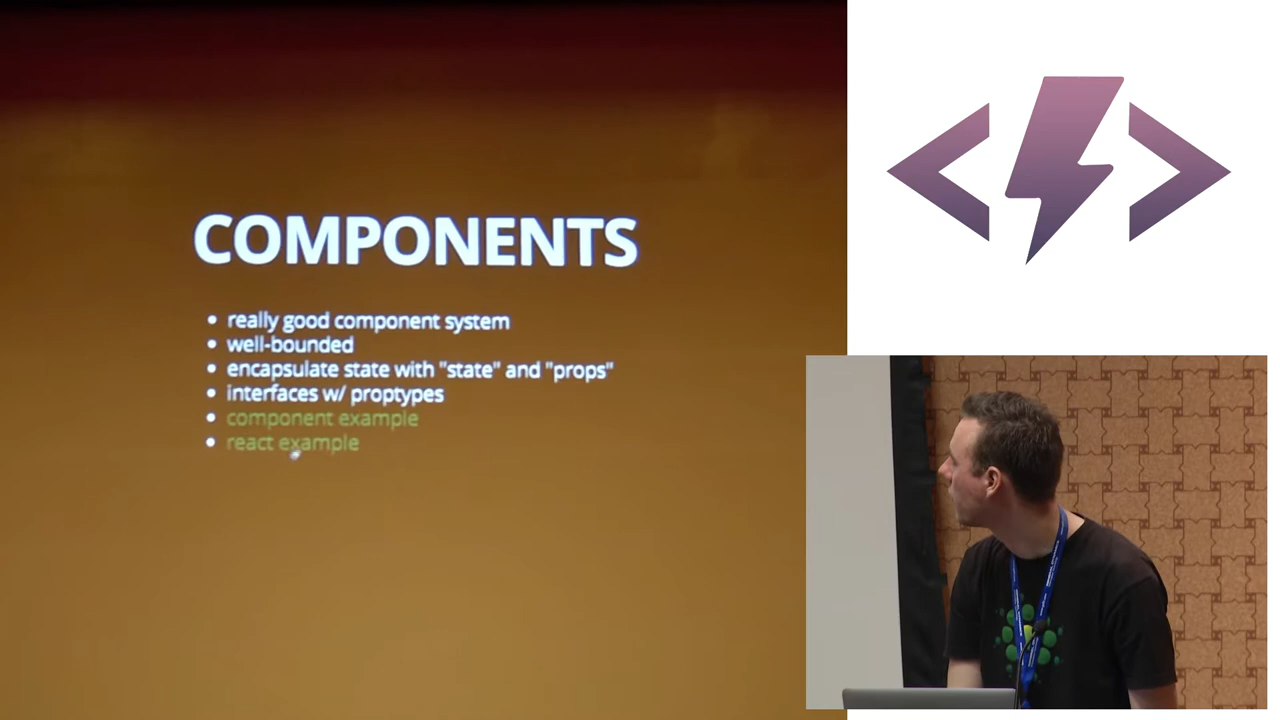 COMPONENTS
really good component system
well-bounded
encapsulate state with "state" and "props"
interfaces w/ proptypes
component example
react example